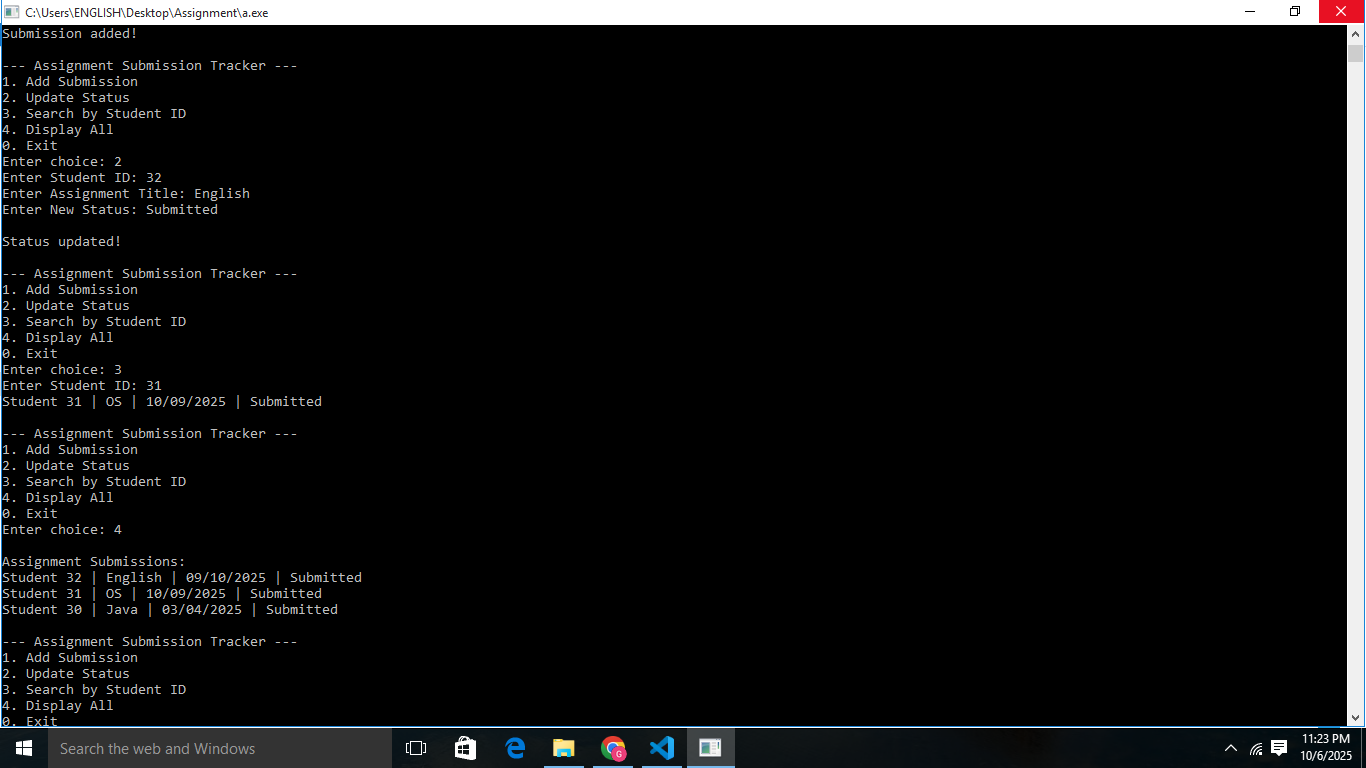 C:\Users\ENGLISH\Desktop\Assignment\a.exe
Submission added!
--- Assignment Submission Tracker ---
1. Add Submission
2. Update Status
3. Search by Student ID
4. Display All
0. Exit
Enter choice: 2
Enter Student ID: 32
Enter Assignment Title: English
Enter New Status: Submitted
Status updated!
--- Assignment Submission Tracker ---
1. Add Submission
2. Update Status
3. Search by Student ID
4. Display All
0. Exit
Enter choice: 3
Enter Student ID: 31
Student 31 | OS | 10/09/2025 | Submitted
--- Assignment Submission Tracker ---
1. Add Submission
2. Update Status
3. Search by Student ID
4. Display All
0. Exit
Enter choice: 4
Assignment Submissions:
Student 32 | English | 09/10/2025 | Submitted
Student 31 | OS | 10/09/2025 | Submitted
Student 30 | Java | 03/04/2025 | Submitted
--- Assignment Submission Tracker ---
1. Add Submission
2. Update Status
3. Search by Student ID
4. Display All
0. Exit
Search the web and Windows
G
11:23 PM
10/6/2025